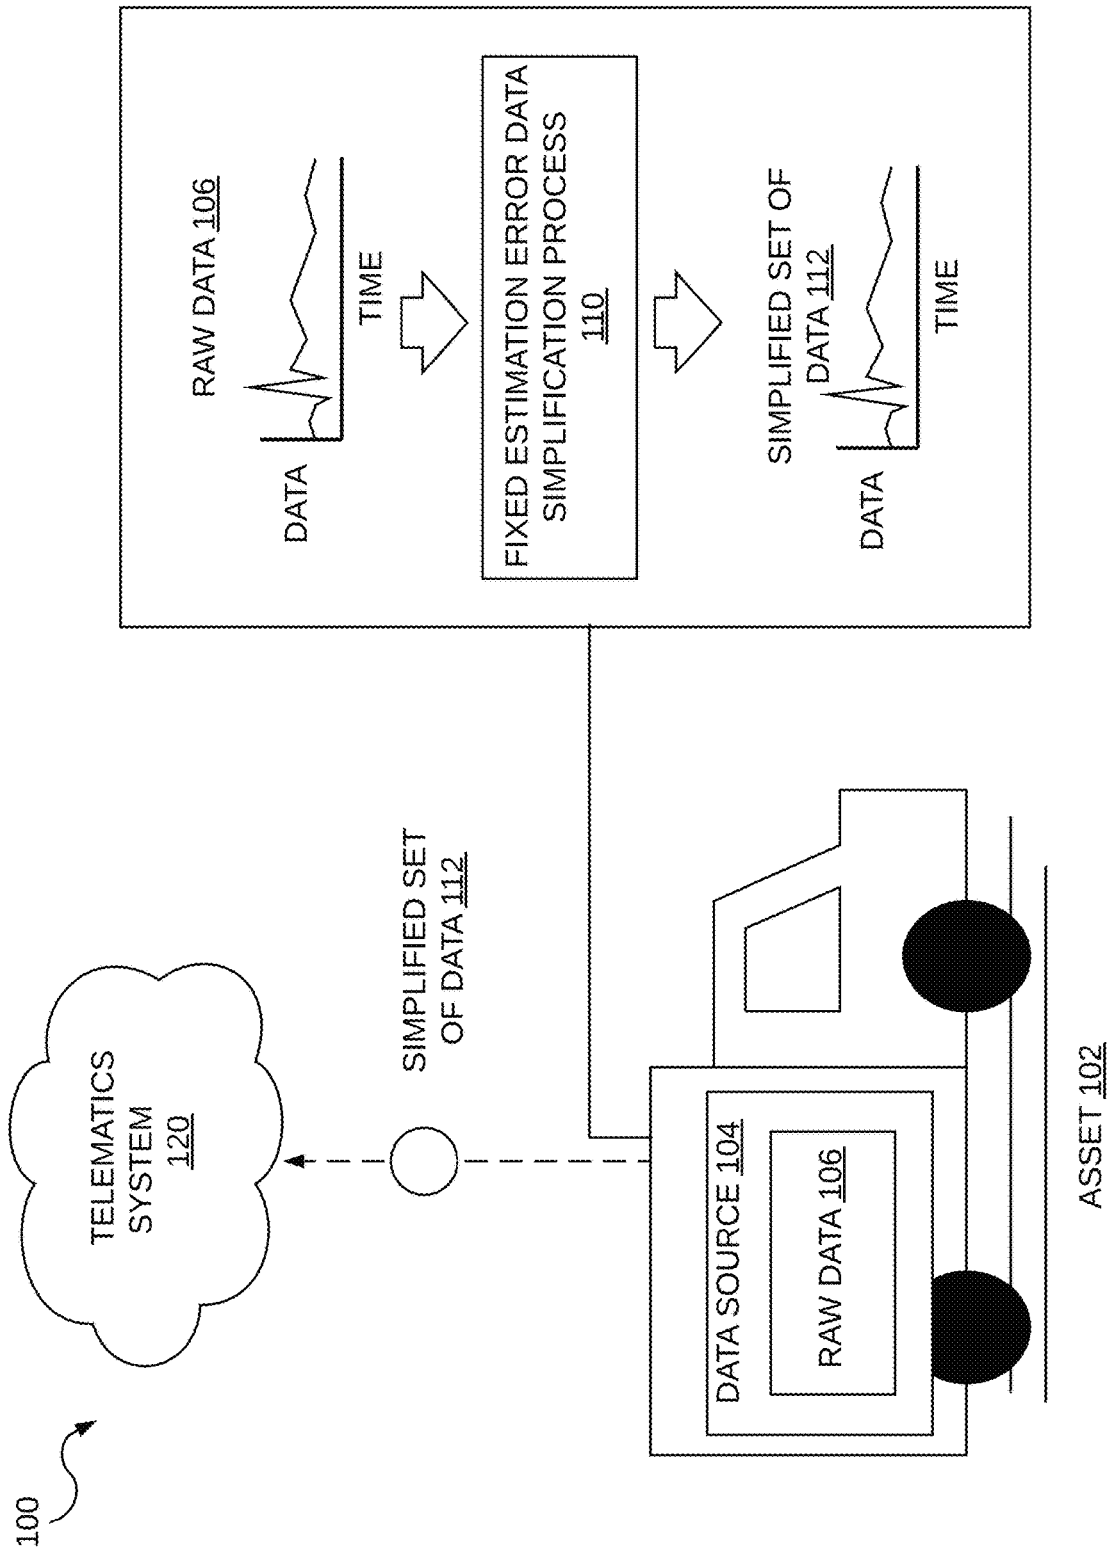 100
TELEMATICS
SYSTEM
120
SIMPLIFIED SET
OF DATA 112
DATA SOURCE 104
RAW DATA 106
ASSET 102
RAW DATA 106
DATA
TIME
FIXED ESTIMATION ERROR DATA
SIMPLIFICATION PROCESS
110
SIMPLIFIED SET OF
DATA 112
DATA
TIME